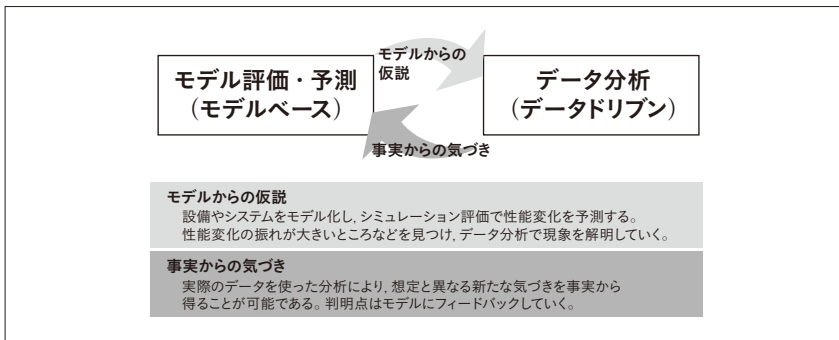 モデルからの
仮説
モデル評価・予測
（モデルベース）
データ分析
（データドリブン）
事実からの気づき
モデルからの仮説
設備やシステムをモデル化し, シミュレーション評価で性能変化を予測する。
性能変化の振れが大きいところなどを見つけ, データ分析で現象を解明していく。
事実からの気づき
実際のデータを使った分析により, 想定と異なる新たな気づきを事実から
得ることが可能である。判明点はモデルにフィードバックしていく。